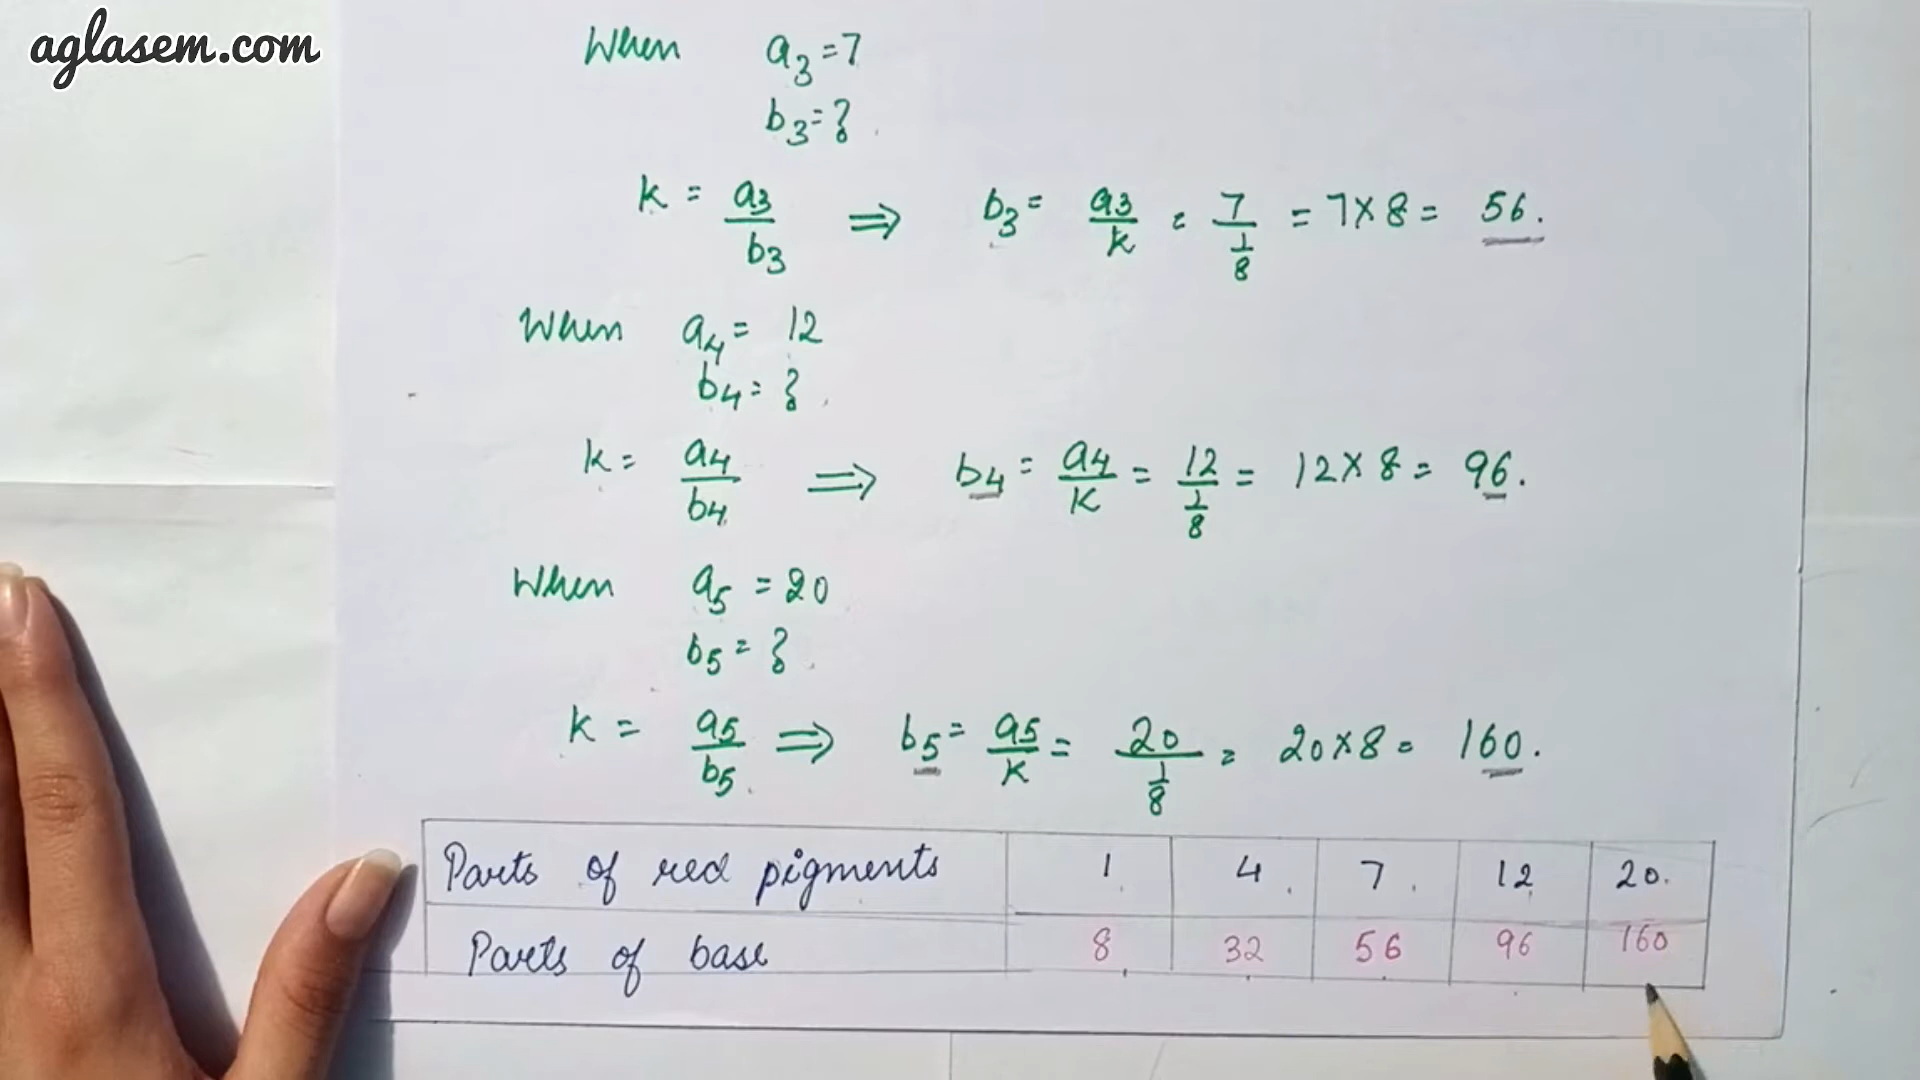 aglasem.com
When a3 = 7
b3 = ?
k = a3/b3 ⇒ b3 = a3/k = 7/(1/8) = 7×8 = 56.
When a4 = 12
b4 = ?
k = a4/b4 ⇒ b4 = a4/k = 12/(1/8) = 12×8 = 96.
When a5 = 20
b5 = ?
k = a5/b5 ⇒ b5 = a5/k = 20/(1/8) = 20×8 = 160.
Parts of red pigments 1 4 7 12 20
Parts of base 8 32 56 96 160